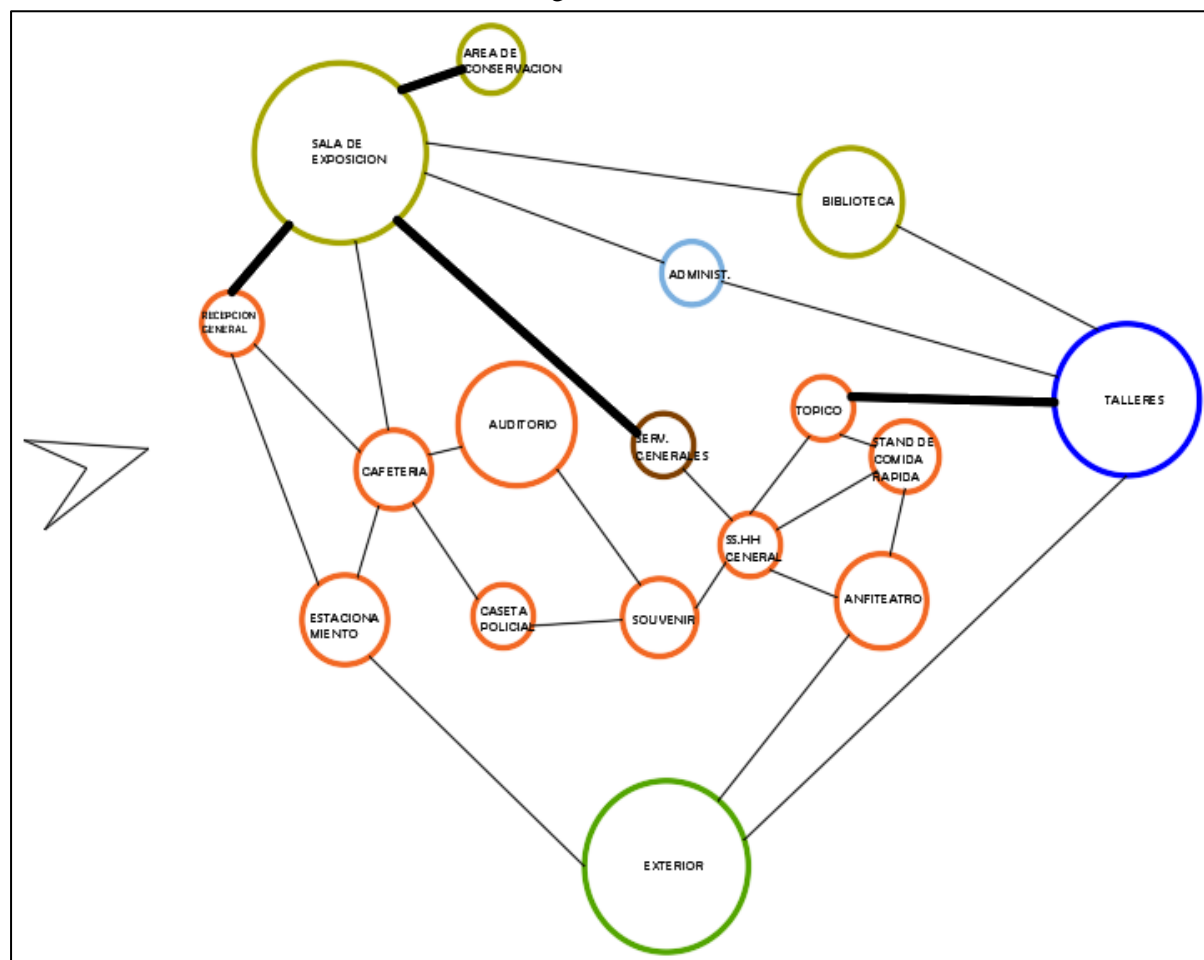 AREA DE
CONSERVACION
SALA DE
EXPOSICION
BIBLIOTECA
ADMINIST.
RECEPCION
GENERAL
TALLERES
TOPICO
AUDITORIO
STAND DE
COMIDA
RAPIDA
SERV.
GENERALES
CAFETERIA
SS.HH
GENERAL
ANFITEATRO
CASETA
POLICIAL
ESTACIONA
MIENTO
SOUVENIR
EXTERIOR